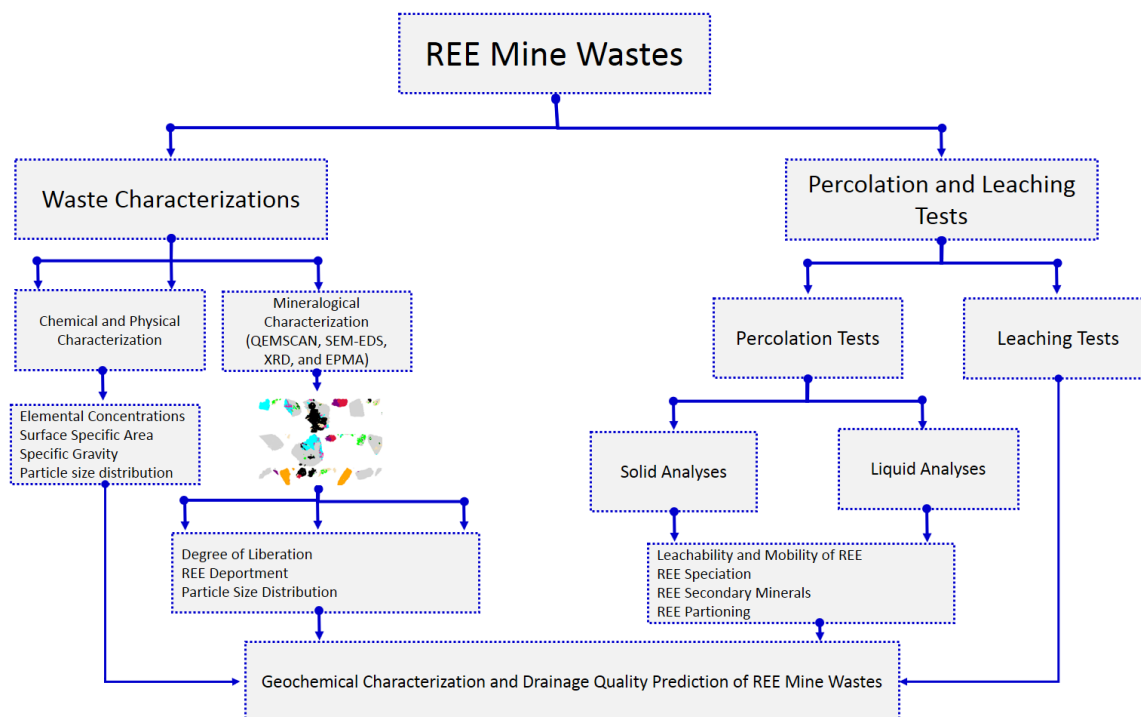 REE Mine Wastes
Waste Characterizations
Percolation and Leaching
Tests
Chemical and Physical
Characterization
Mineralogical
Characterization
(QEMSCAN, SEM-EDS,
XRD, and EPMA)
Percolation Tests
Leaching Tests
Elemental Concentrations
Surface Specific Area
Specific Gravity
Particle size distribution
Solid Analyses
Liquid Analyses
Degree of Liberation
REE Deportment
Particle Size Distribution
Leachability and Mobility of REE
REE Speciation
REE Secondary Minerals
REE Partioning
Geochemical Characterization and Drainage Quality Prediction of REE Mine Wastes